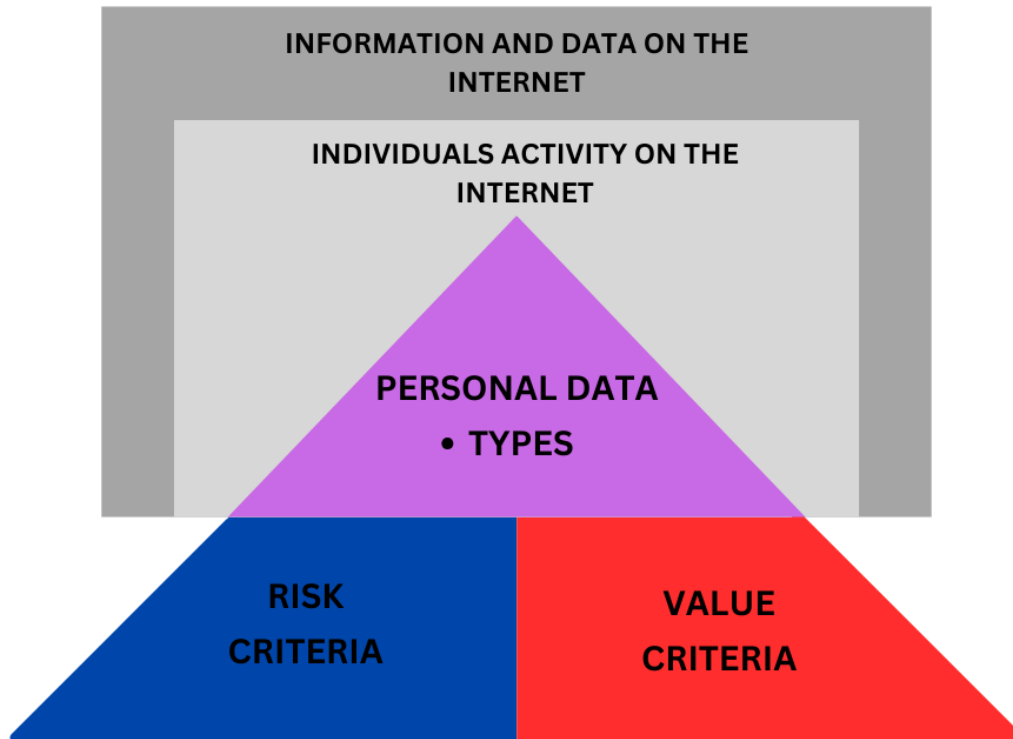 INFORMATION AND DATA ON THE
INTERNET
INDIVIDUALS ACTIVITY ON THE
INTERNET
PERSONAL DATA
• TYPES
RISK
CRITERIA
VALUE
CRITERIA